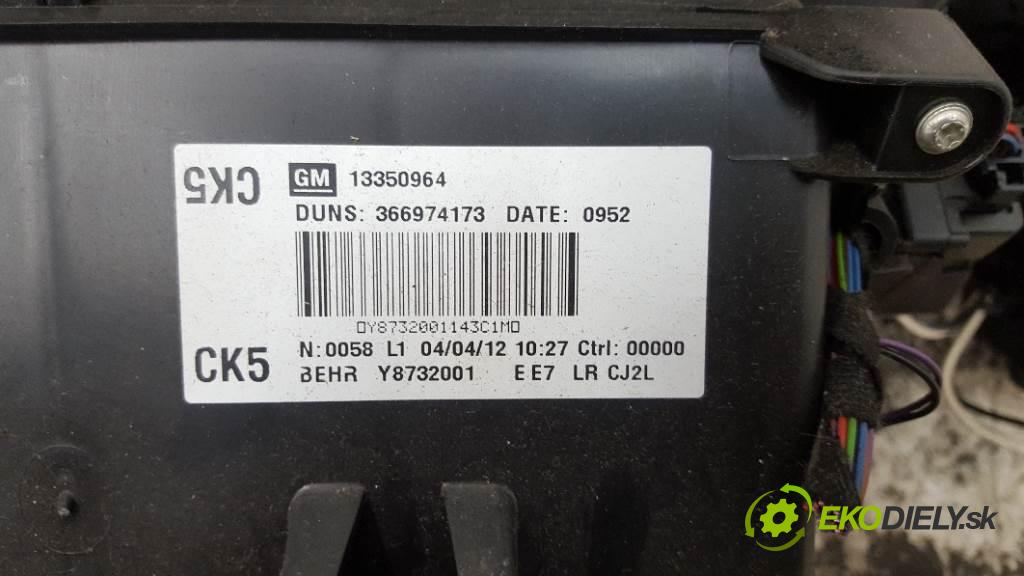 CK5
GM 13350964
DUNS: 366974173 DATE: 0952
Y8732001143C1M
N:0058 L1 04/04/12 10:27 Ctrl: 00000
CK5
BEHR Y8732001 E E7 LR CJ2L
EKODIELY.sk